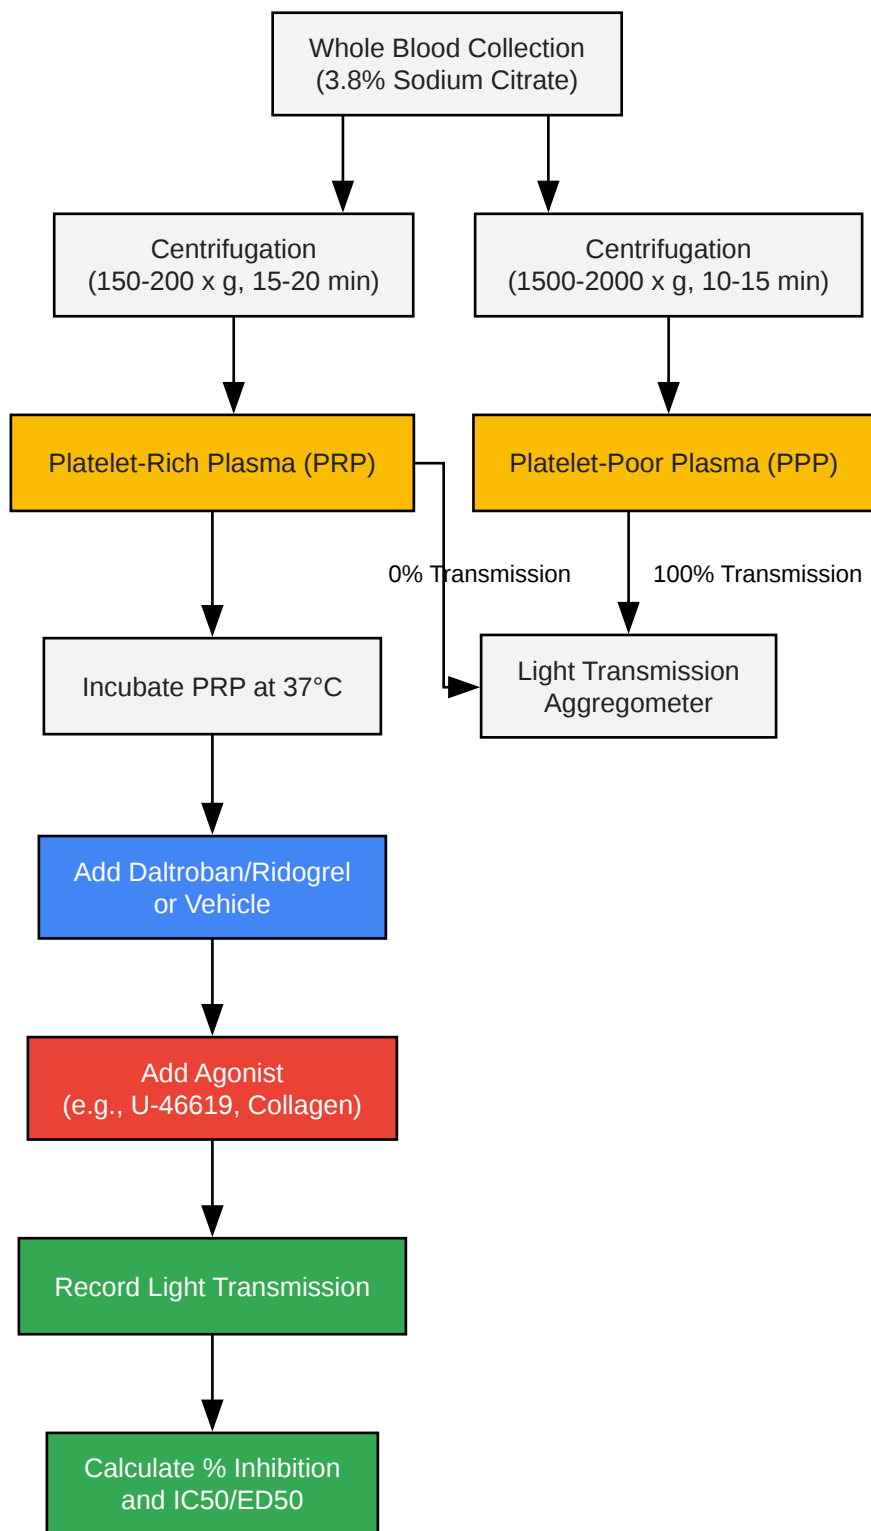 Whole Blood Collection
(3.8% Sodium Citrate)
Centrifugation
(150-200 x g, 15-20 min)
Centrifugation
(1500-2000 x g, 10-15 min)
Platelet-Rich Plasma (PRP)
Platelet-Poor Plasma (PPP)
0% Transmission
100% Transmission
Incubate PRP at 37°C
Light Transmission
Aggregometer
Add Daltroban/Ridogrel
or Vehicle
Add Agonist
(e.g., U-46619, Collagen)
Record Light Transmission
Calculate % Inhibition
and IC50/ED50